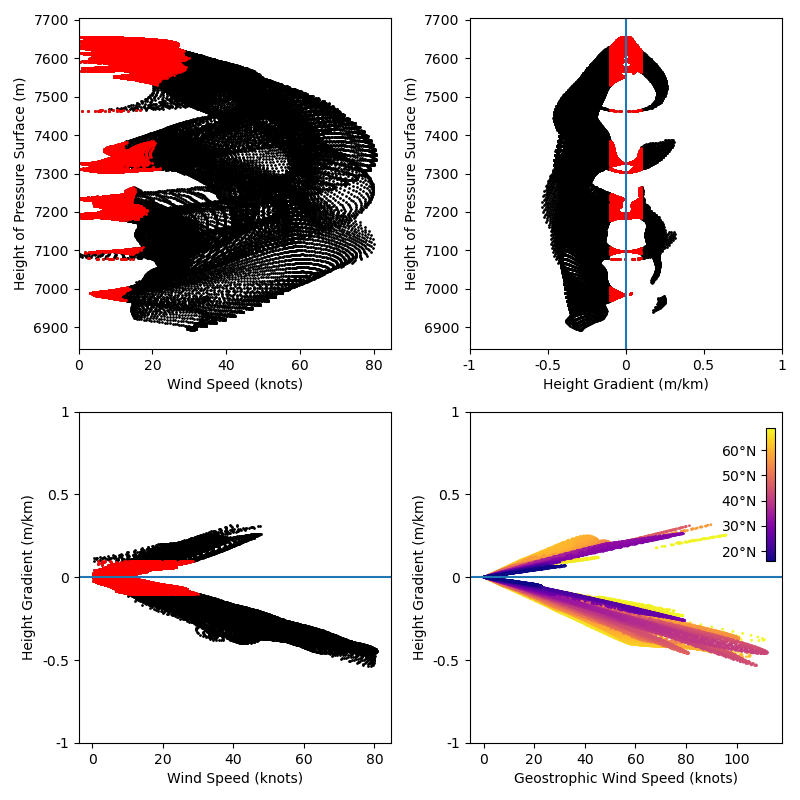 7700
7600
7500
7400
7300
7200
7100
7000
6900
Height of Pressure Surface (m)
0 20 40 60 80
Wind Speed (knots)
7700
7600
7500
7400
7300
7200
7100
7000
6900
Height of Pressure Surface (m)
-1 -0.5 0 0.5 1
Height Gradient (m/km)
1
0.5
0
-0.5
-1
Height Gradient (m/km)
0 20 40 60 80
Wind Speed (knots)
1
0.5
0
-0.5
-1
Height Gradient (m/km)
60°N
50°N
40°N
30°N
20°N
0 20 40 60 80 100
Geostrophic Wind Speed (knots)